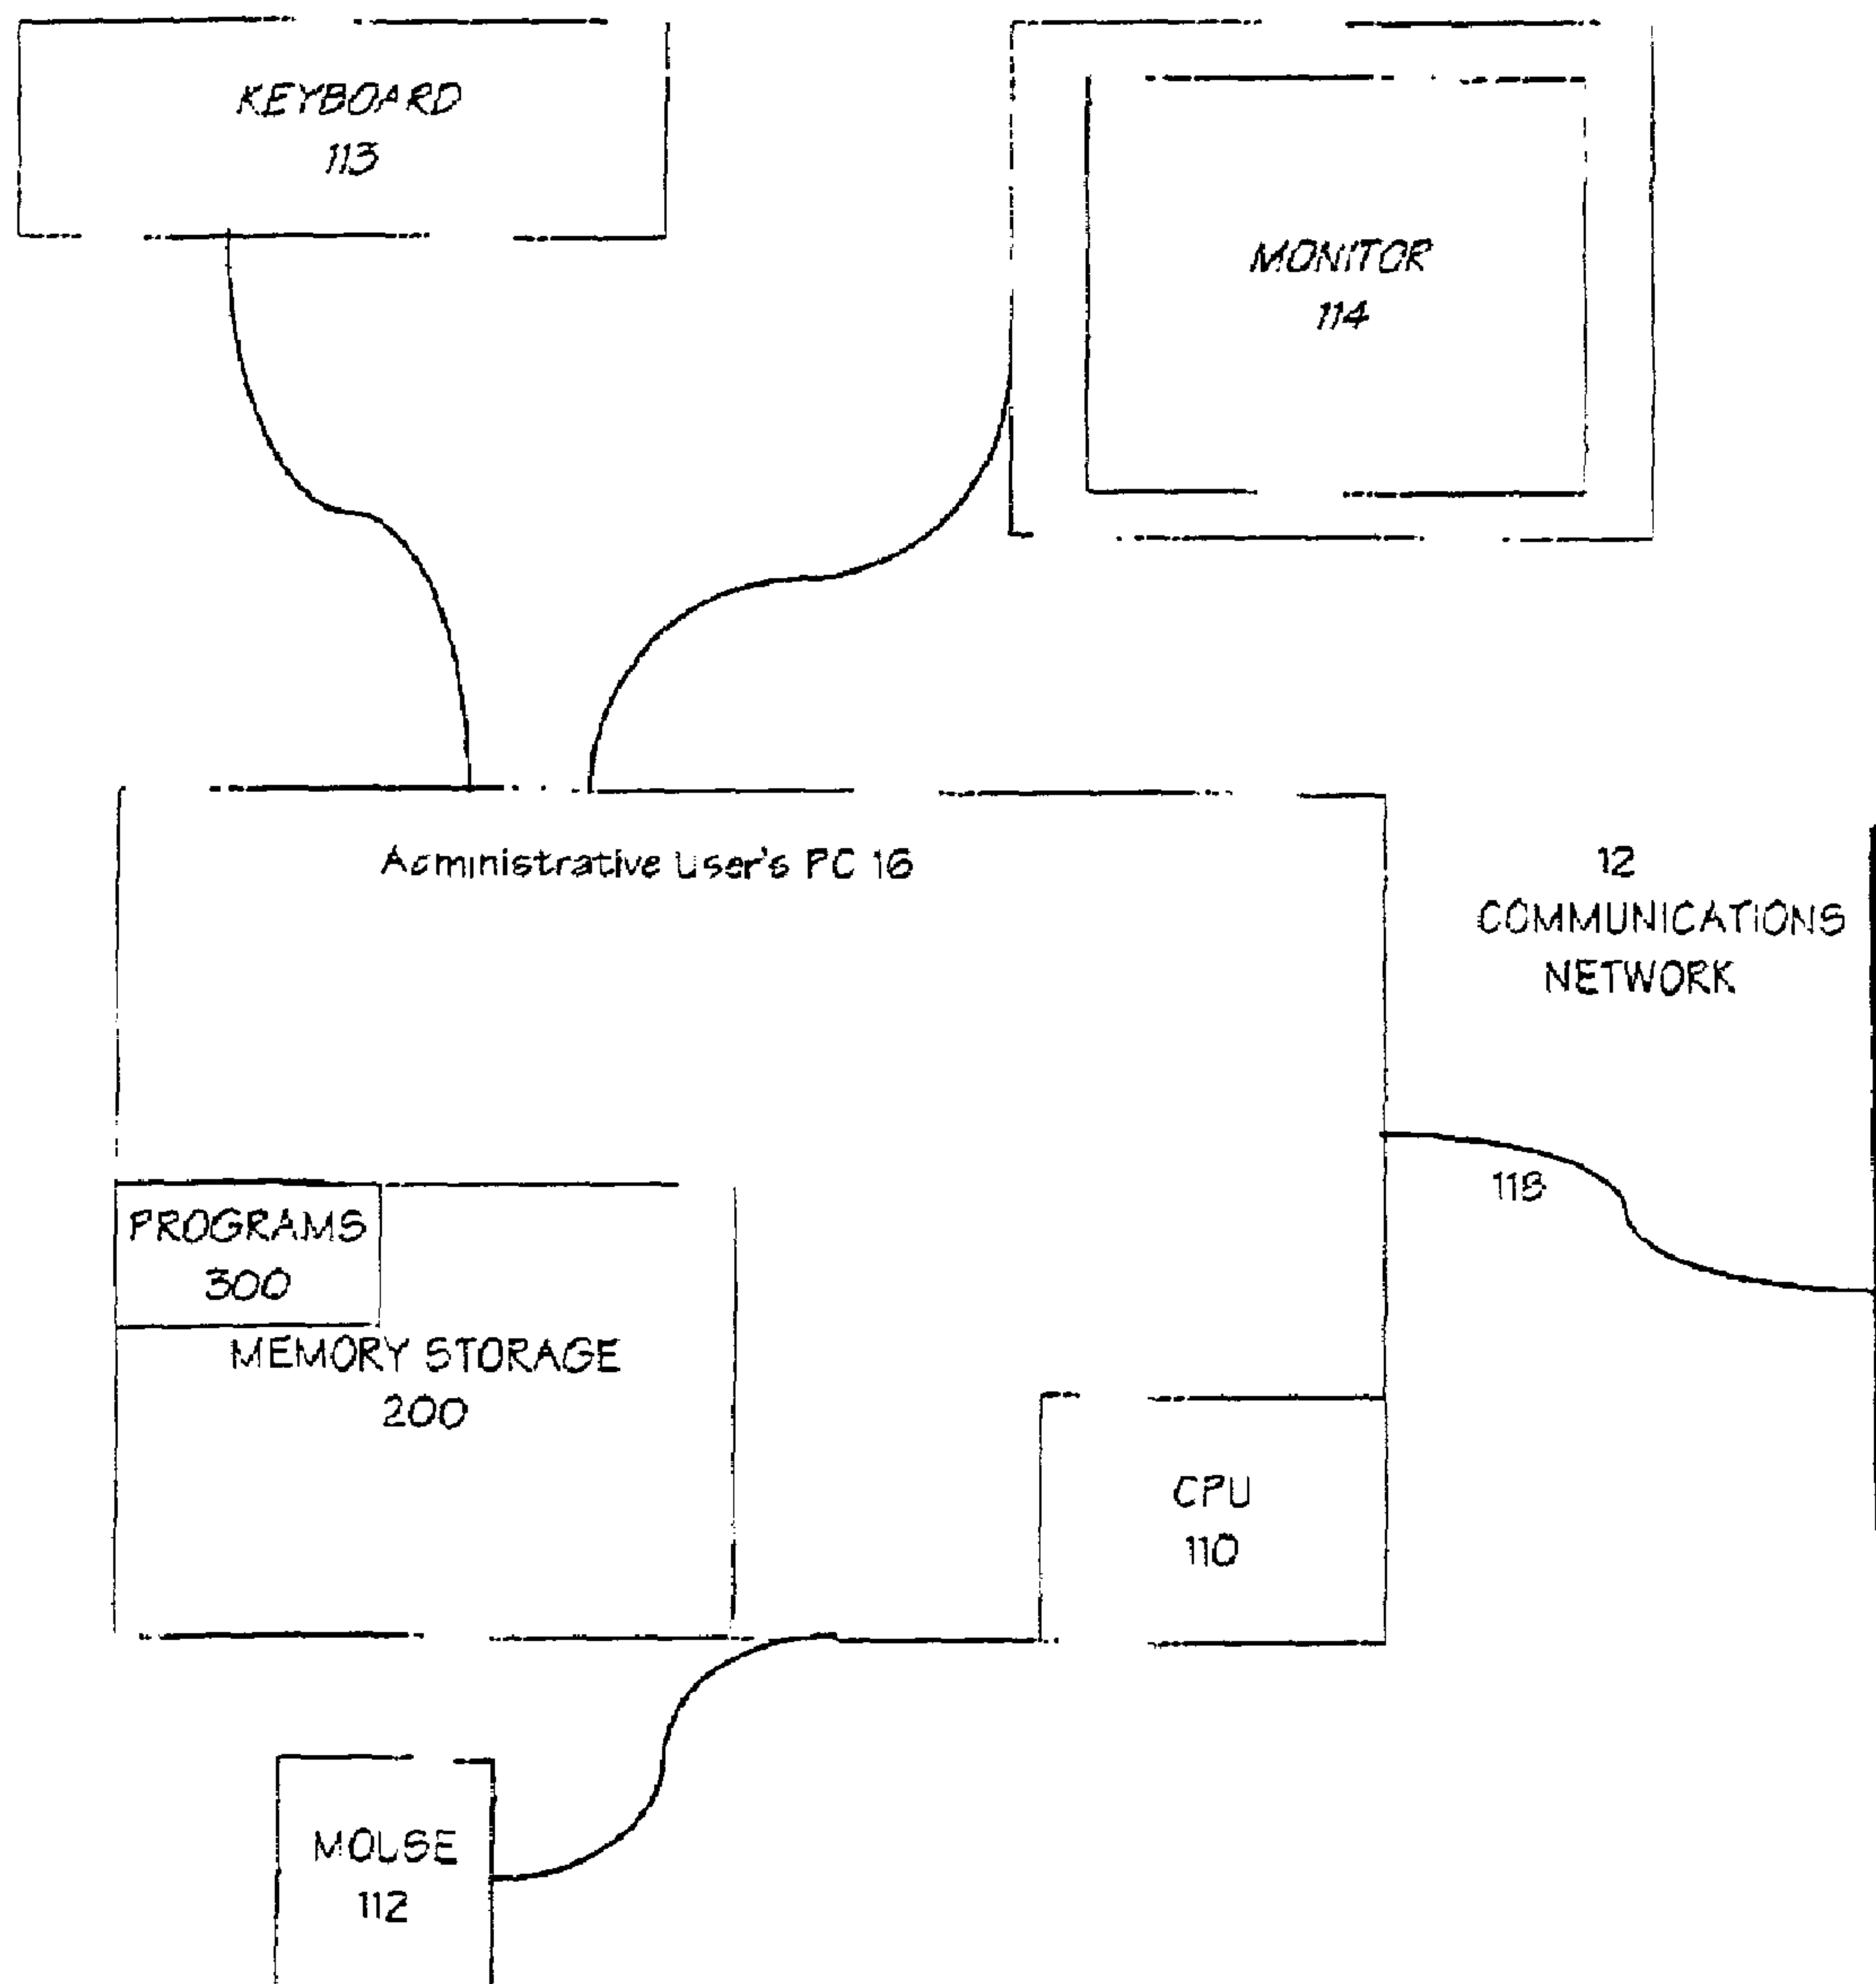 KEYBOARD
113
MONITOR
114
Administrative User's PC 16
12
COMMUNICATIONS
NETWORK
118
PROGRAMS
300
MEMORY STORAGE
200
CPU
110
MOUSE
112